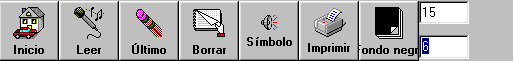 Inicio
Leer
Último
Borrar
Símbolo
Imprimir
Fondo negr
15
6